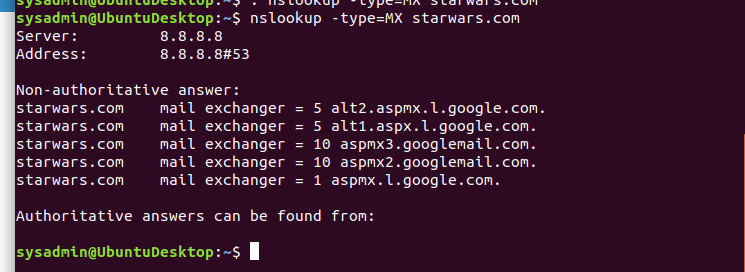 sysadmin@UbuntuDesktop:~$ : nslookup -type=MX starwars.com
sysadmin@UbuntuDesktop:~$ nslookup -type=MX starwars.com
Server: 8.8.8.8
Address: 8.8.8.8#53
Non-authoritative answer:
starwars.com mail exchanger = 5 alt2.aspmx.l.google.com.
starwars.com mail exchanger = 5 alt1.aspx.l.google.com.
starwars.com mail exchanger = 10 aspmx3.googlemail.com.
starwars.com mail exchanger = 10 aspmx2.googlemail.com.
starwars.com mail exchanger = 1 aspmx.l.google.com.
Authoritative answers can be found from:
sysadmin@UbuntuDesktop:~$